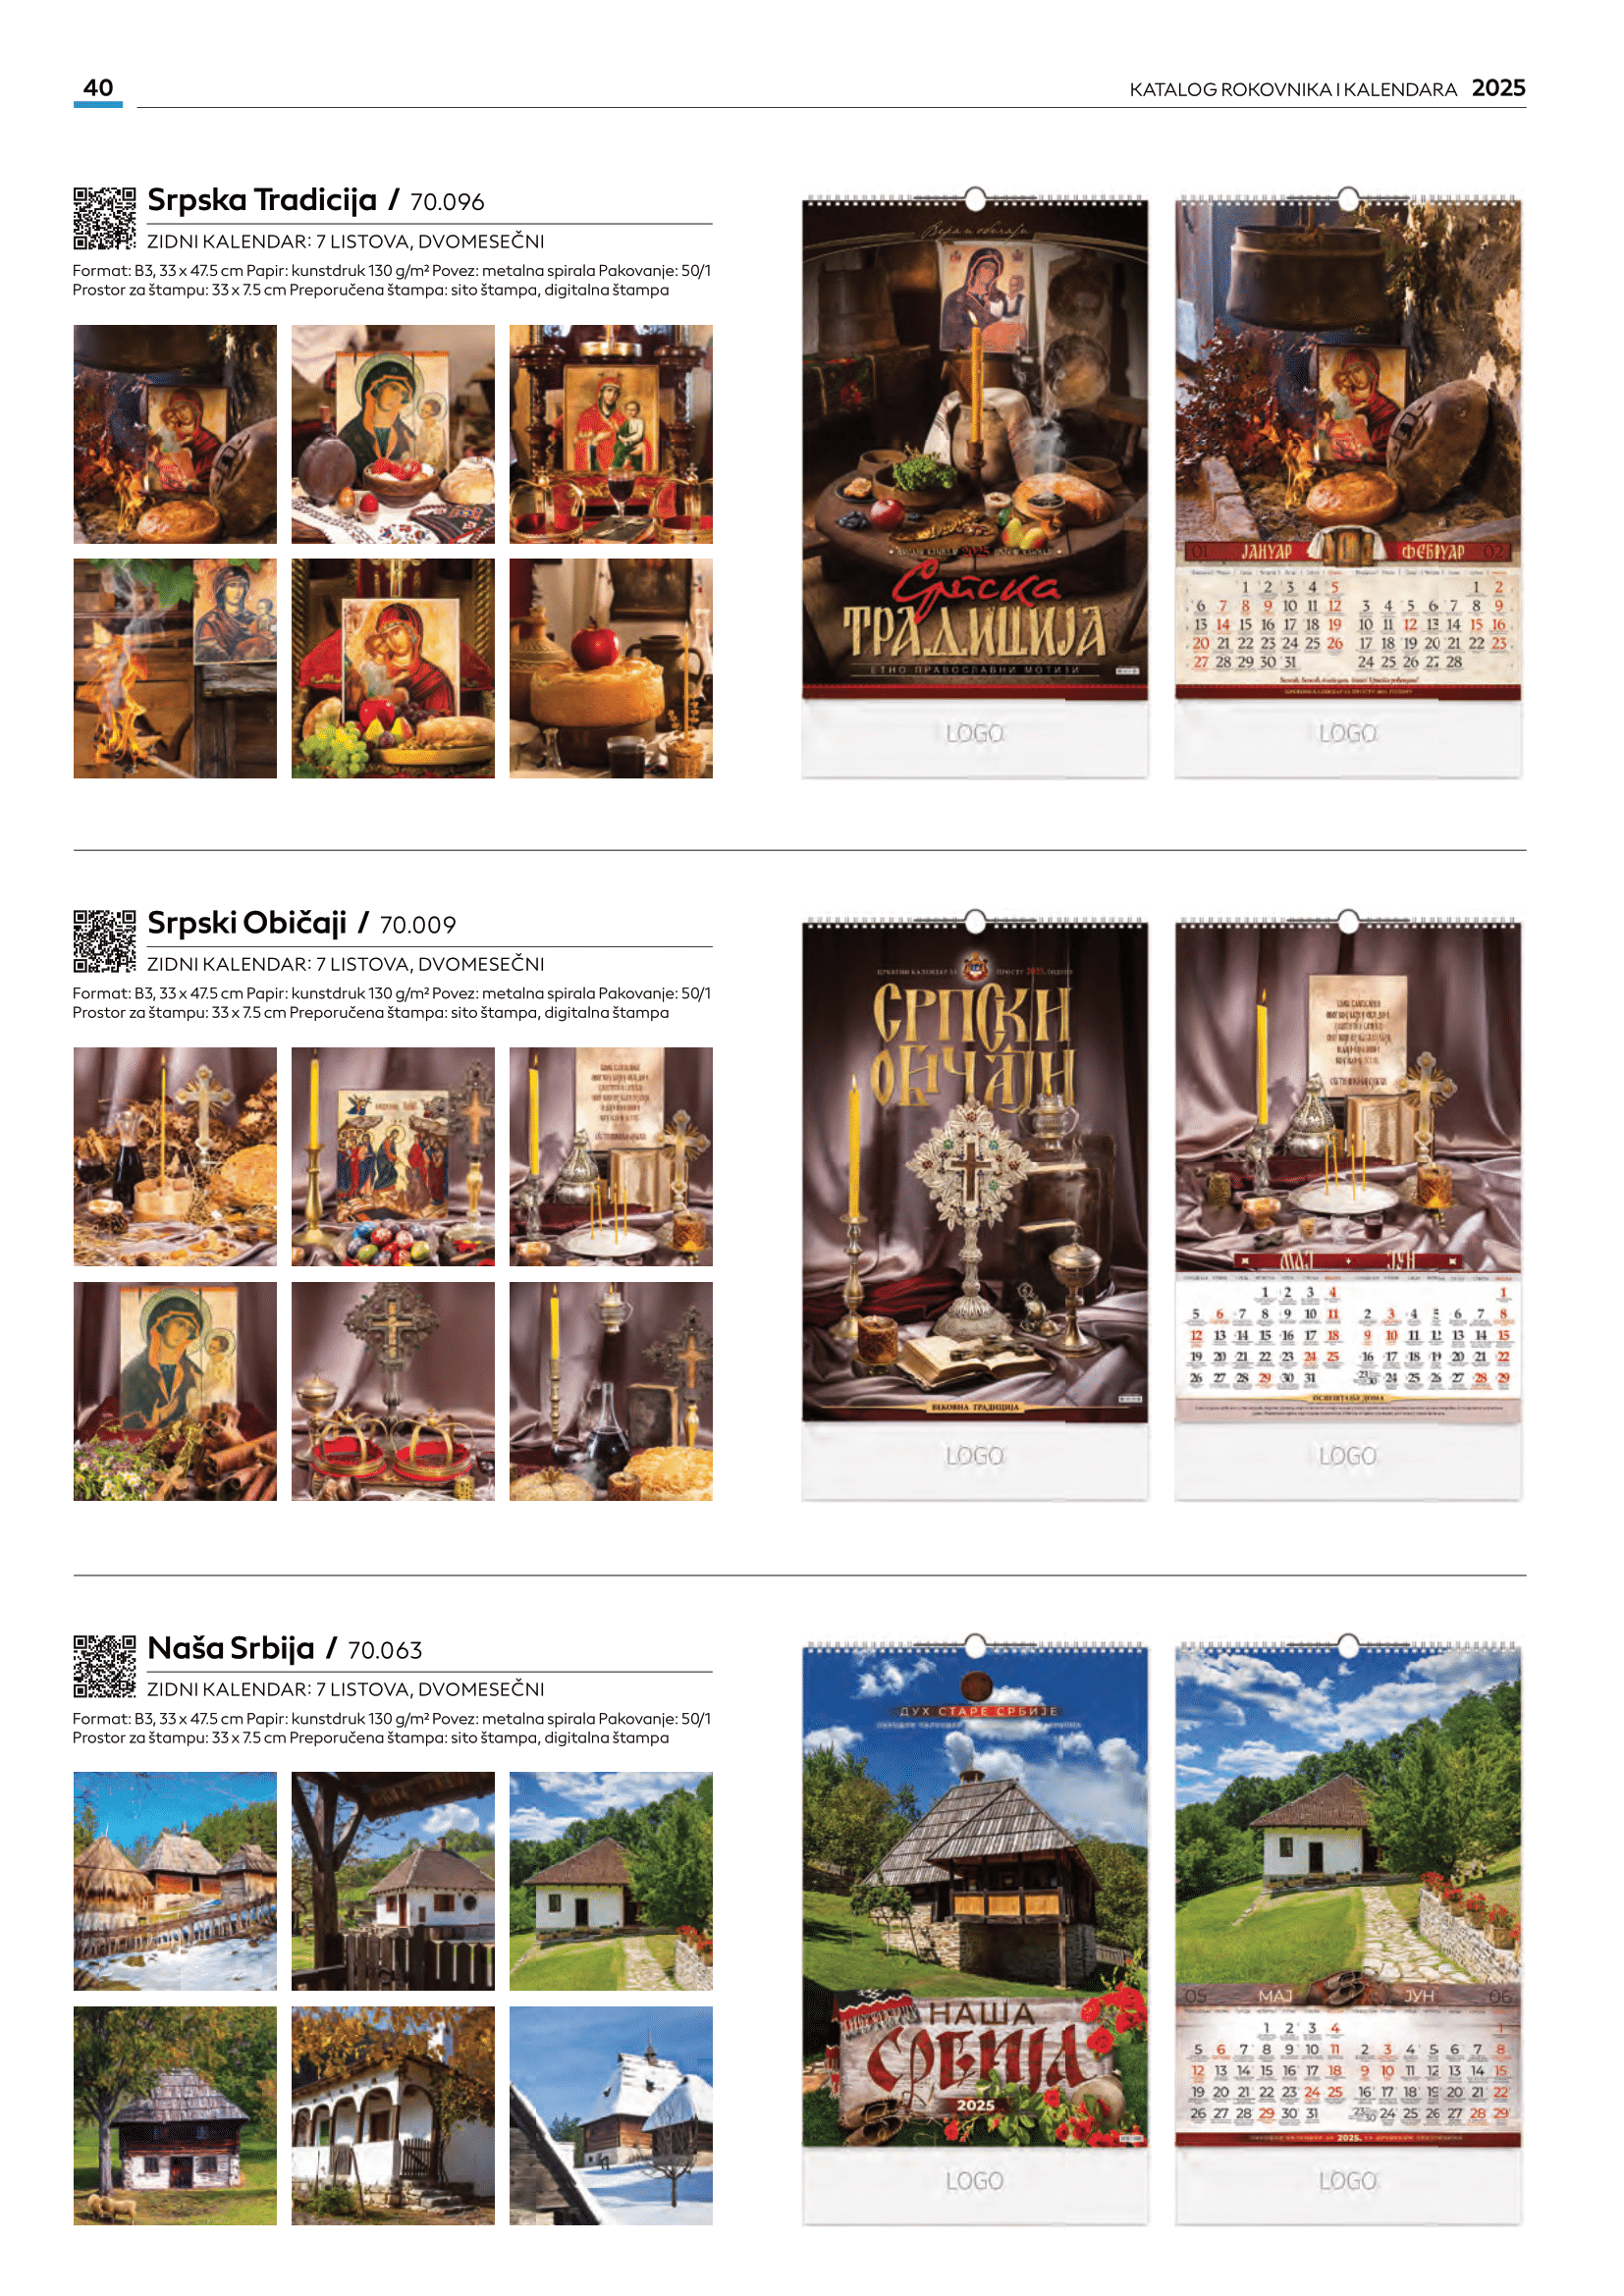 40
KATALOG ROKOVNIKA I KALENDARA 2025
Srpska Tradicija / 70.096
ZIDNI KALENDAR: 7 LISTOVA, DVOMESEČNI
Format: B3, 33 x 47.5 cm Papir: kunstdruk 130 g/m² Povez: metalna spirala Pakovanje: 50/1
Prostor za štampu: 33 x 7.5 cm Preporučena štampa: sito štampa, digitalna štampa
Вера и обичаји
2025
Српска
ТРАДИЦИЈА
ЕТНО ПРАВОСЛАВНИ МОТИВИ
LOGO
01 ЈАНУАР ФЕБРУАР 02
1 2 3 4 5 1 2
6 7 8 9 10 11 12 3 4 5 6 7 8 9
13 14 15 16 17 18 19 10 11 12 13 14 15 16
20 21 22 23 24 25 26 17 18 19 20 21 22 23
27 28 29 30 31 24 25 26 27 28
LOGO
Srpski Običaji / 70.009
ZIDNI KALENDAR: 7 LISTOVA, DVOMESEČNI
Format: B3, 33 x 47.5 cm Papir: kunstdruk 130 g/m² Povez: metalna spirala Pakovanje: 50/1
Prostor za štampu: 33 x 7.5 cm Preporučena štampa: sito štampa, digitalna štampa
ЦРКВЕНИ КАЛЕНДАР ЗА ПРОСТУ 2025. ГОДИНУ
СРПСКИ
ОБИЧАЈИ
ВЕКОВНА ТРАДИЦИЈА
LOGO
МАЈ ЈУН
1 2 3 4 1
5 6 7 8 9 10 11 2 3 4 5 6 7 8
12 13 14 15 16 17 18 9 10 11 12 13 14 15
19 20 21 22 23 24 25 16 17 18 19 20 21 22
26 27 28 29 30 31 23 30 24 25 26 27 28 29
ОСВЕШТАЊЕ ДОМА
LOGO
Naša Srbija / 70.063
ZIDNI KALENDAR: 7 LISTOVA, DVOMESEČNI
Format: B3, 33 x 47.5 cm Papir: kunstdruk 130 g/m² Povez: metalna spirala Pakovanje: 50/1
Prostor za štampu: 33 x 7.5 cm Preporučena štampa: sito štampa, digitalna štampa
ДУХ СТАРЕ СРБИЈЕ
НАША
СРБИЈА
2025
LOGO
05 МАЈ ЈУН 06
1 2 3 4 1
5 6 7 8 9 10 11 2 3 4 5 6 7 8
12 13 14 15 16 17 18 9 10 11 12 13 14 15
19 20 21 22 23 24 25 16 17 18 19 20 21 22
26 27 28 29 30 31 23 30 24 25 26 27 28 29
2025.
LOGO